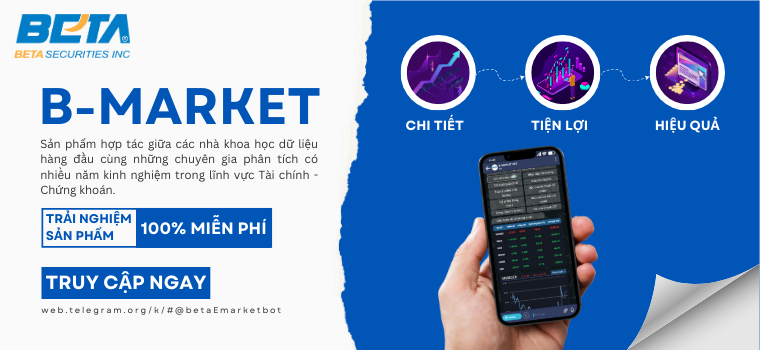 BETA
BETA SECURITIES INC
B-MARKET
Sản phẩm hợp tác giữa các nhà khoa học dữ liệu
hàng đầu cùng những chuyên gia phân tích có
nhiều năm kinh nghiệm trong lĩnh vực Tài chính -
Chứng khoán.
TRẢI NGHIỆM
SẢN PHẨM
100% MIỄN PHÍ
TRUY CẬP NGAY
web.telegram.org/k/#@betaEmarketbot
CHI TIẾT
TIỆN LỢI
HIỆU QUẢ